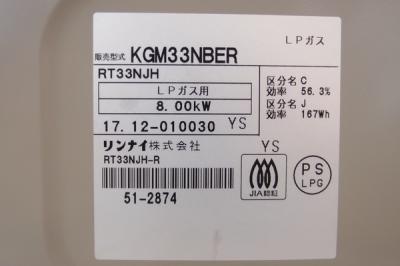 LPガス
販売型式 KGM33NBER
RT33NJH
LPガス用
8.00kW
17.12-010030 YS
区分名 C
効率 56.3%
区分名 J
効率 167Wh
リンナイ株式会社
RT33NJH-R
YS
JIA認証
PS
LPG
51-2874